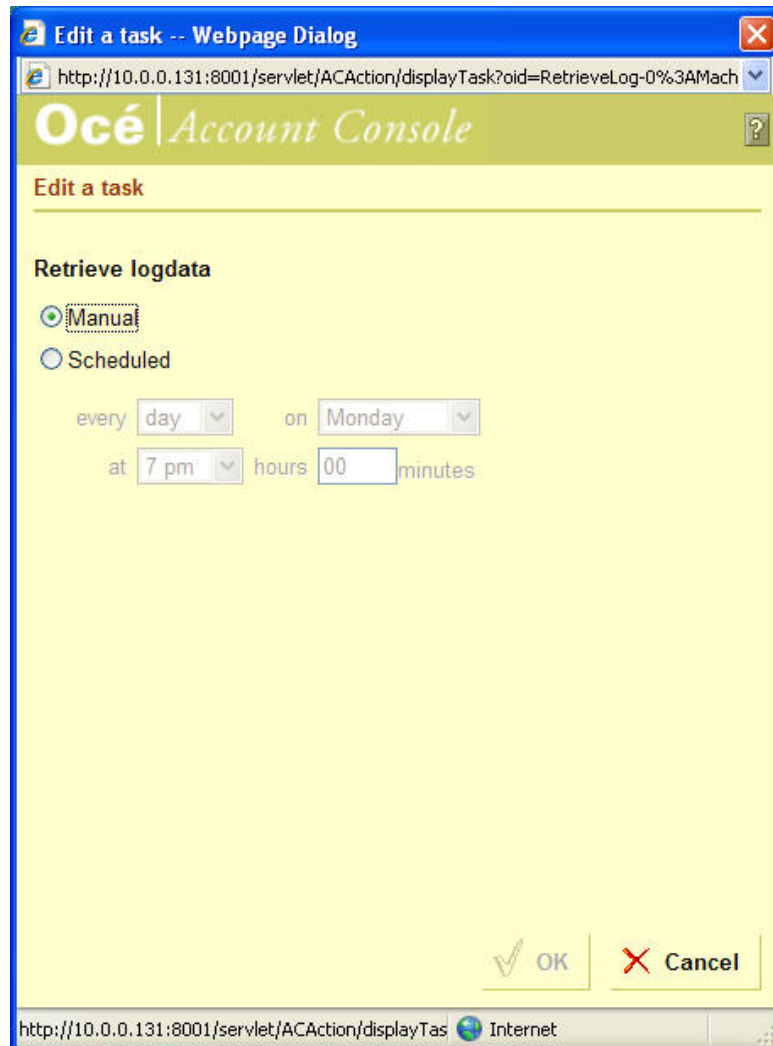 Edit a task -- Webpage Dialog
http://10.0.0.131:8001/servlet/ACAction/displayTask?oid=RetrieveLog-0%3AMach
Océ Account Console
?
Edit a task
Retrieve logdata
Manual
Scheduled
every day on Monday
at 7 pm hours 00 minutes
OK Cancel
http://10.0.0.131:8001/servlet/ACAction/displayTas Internet